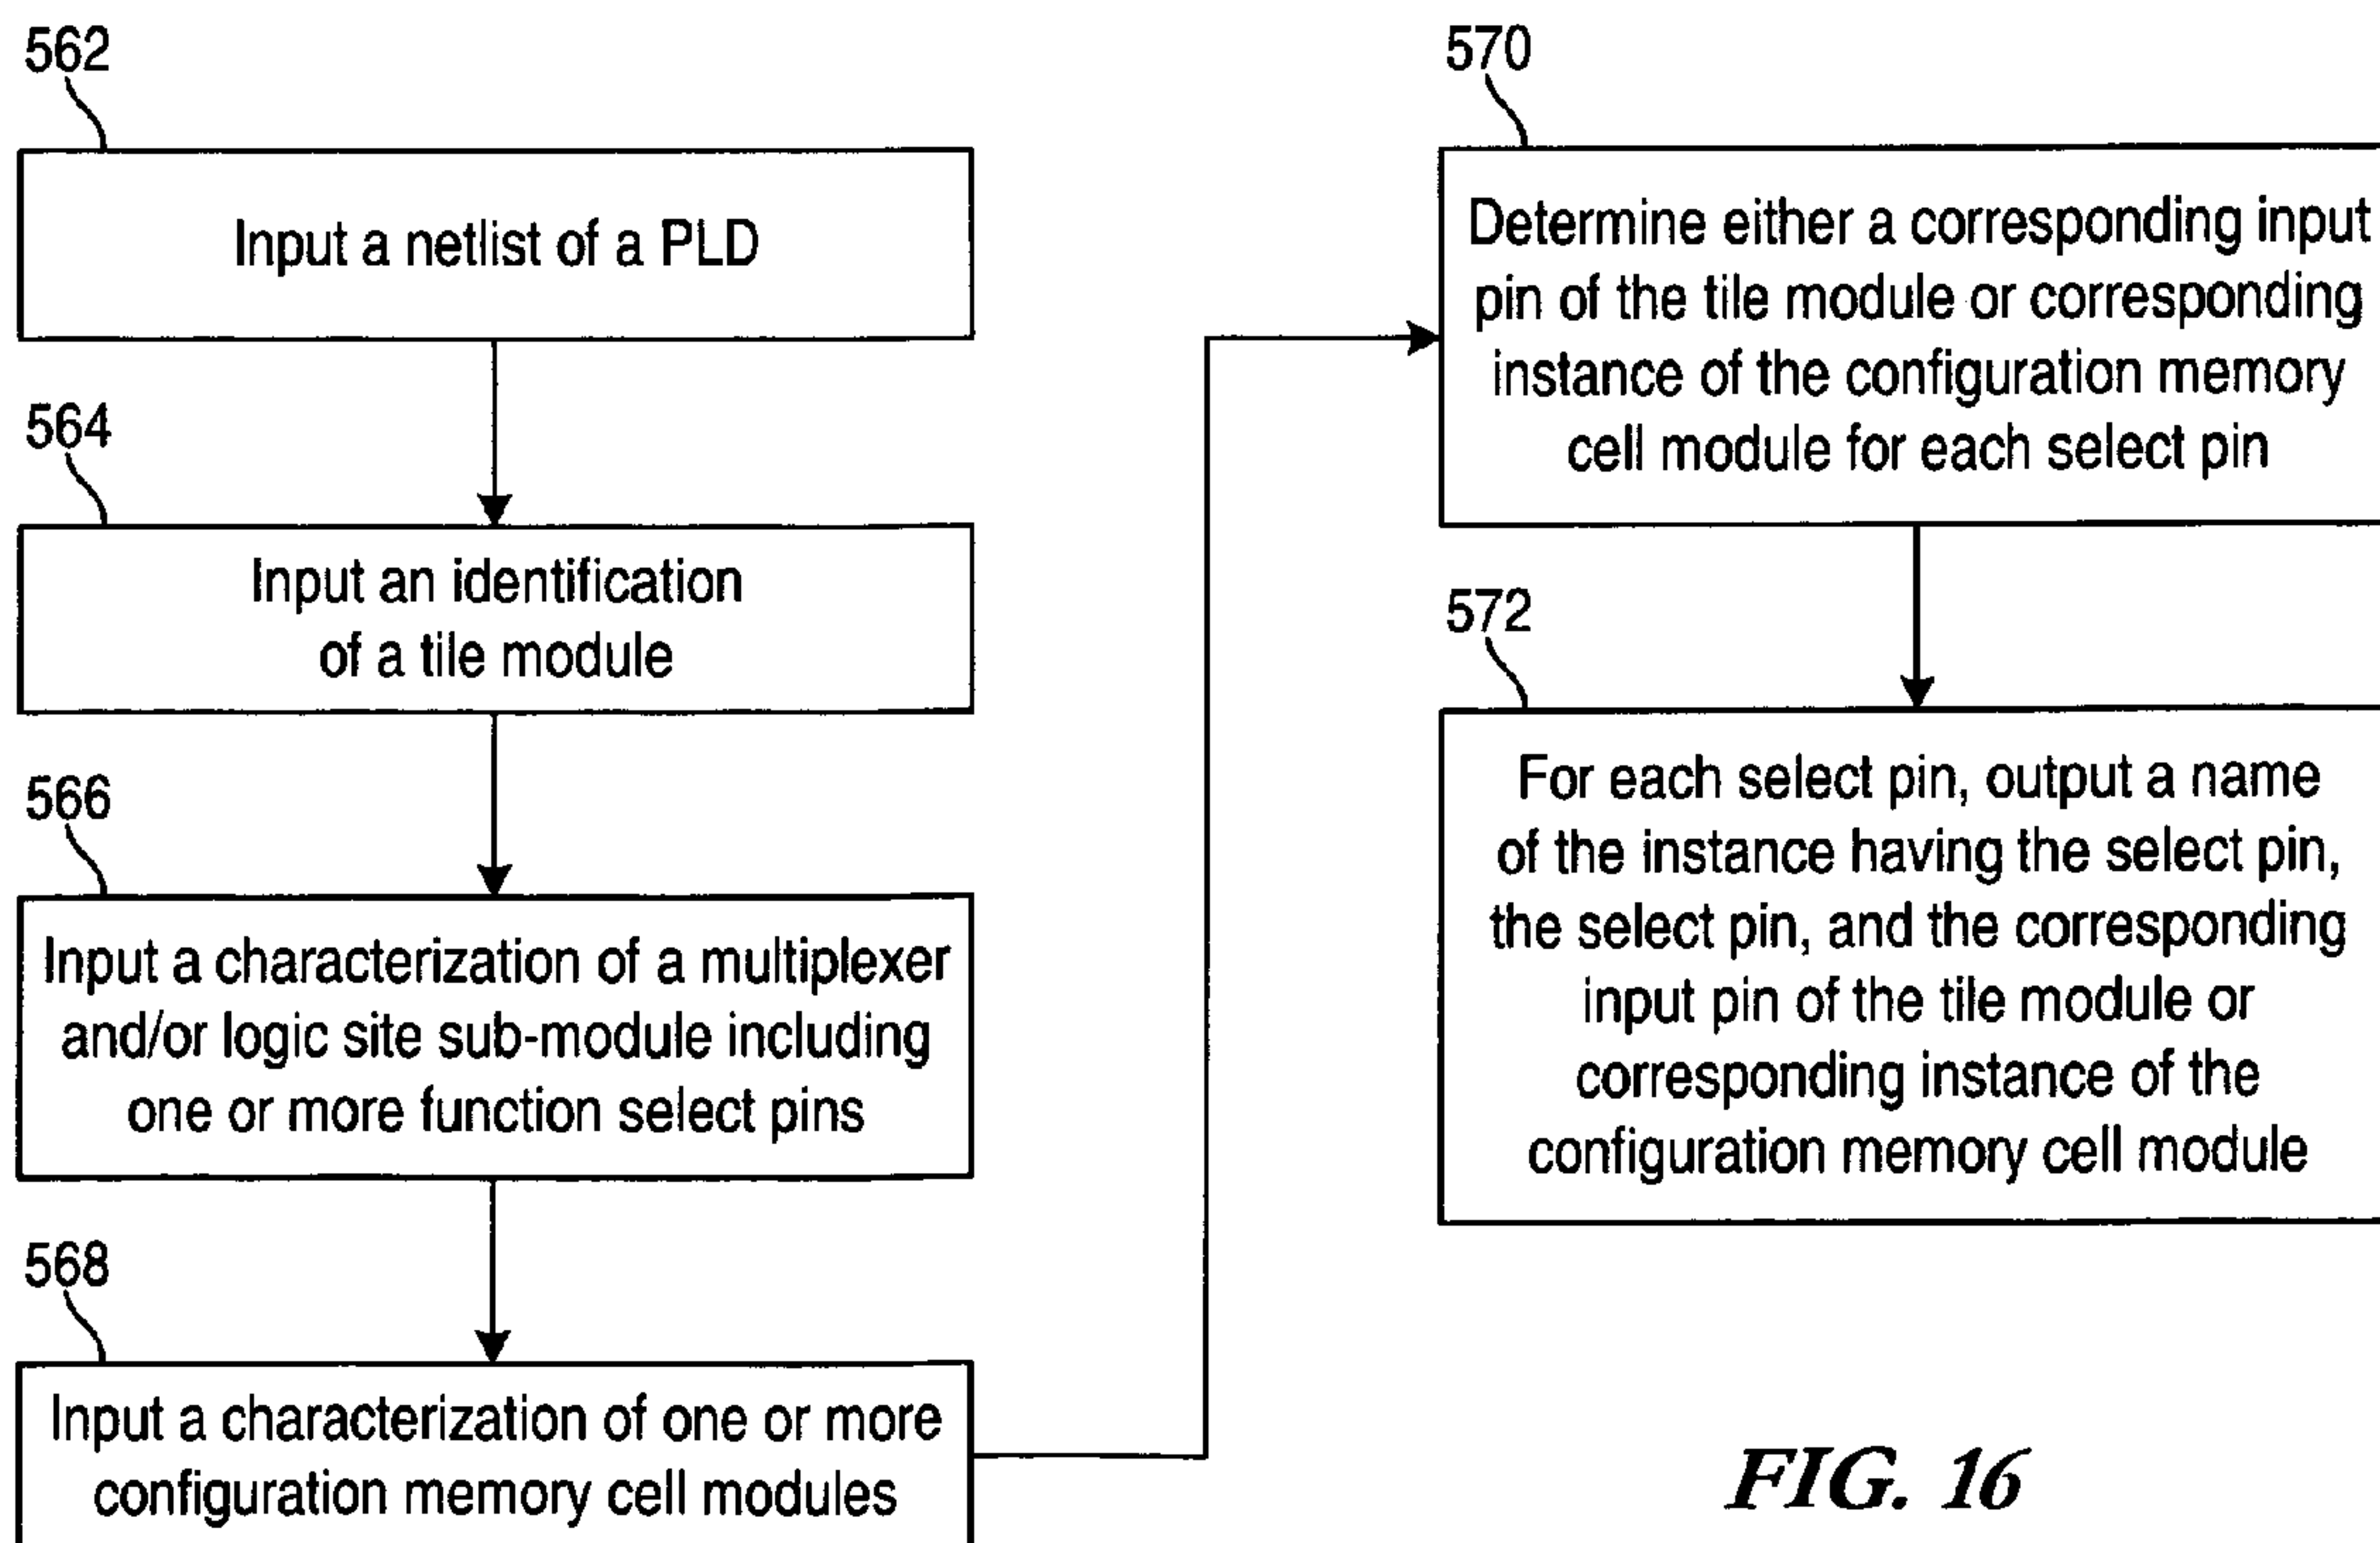 562
Input a netlist of a PLD
564
Input an identification
of a tile module
566
Input a characterization of a multiplexer
and/or logic site sub-module including
one or more function select pins
568
Input a characterization of one or more
configuration memory cell modules
570
Determine either a corresponding input
pin of the tile module or corresponding
instance of the configuration memory
cell module for each select pin
572
For each select pin, output a name
of the instance having the select pin,
the select pin, and the corresponding
input pin of the tile module or
corresponding instance of the
configuration memory cell module
FIG. 16